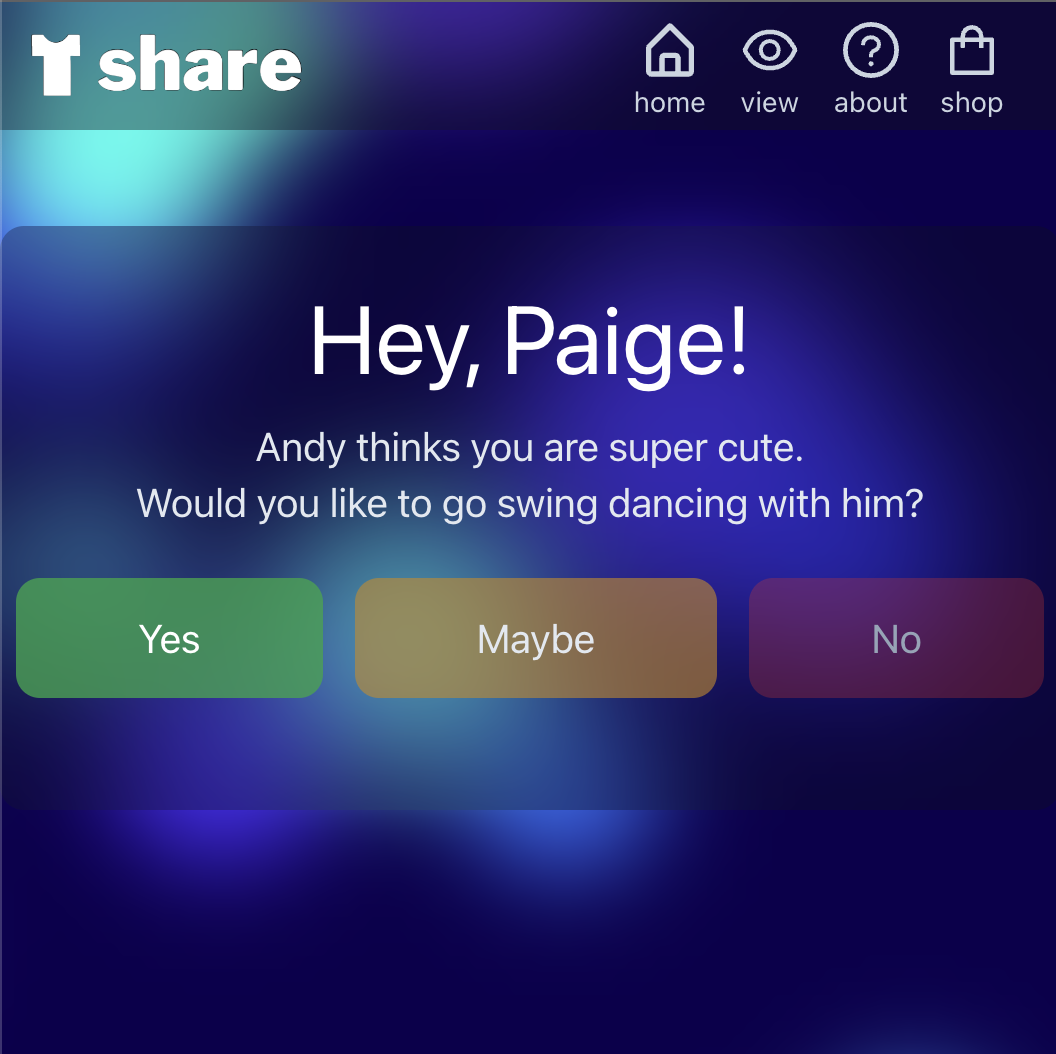 share
home view about shop
Hey, Paige!
Andy thinks you are super cute.
Would you like to go swing dancing with him?
Yes Maybe No